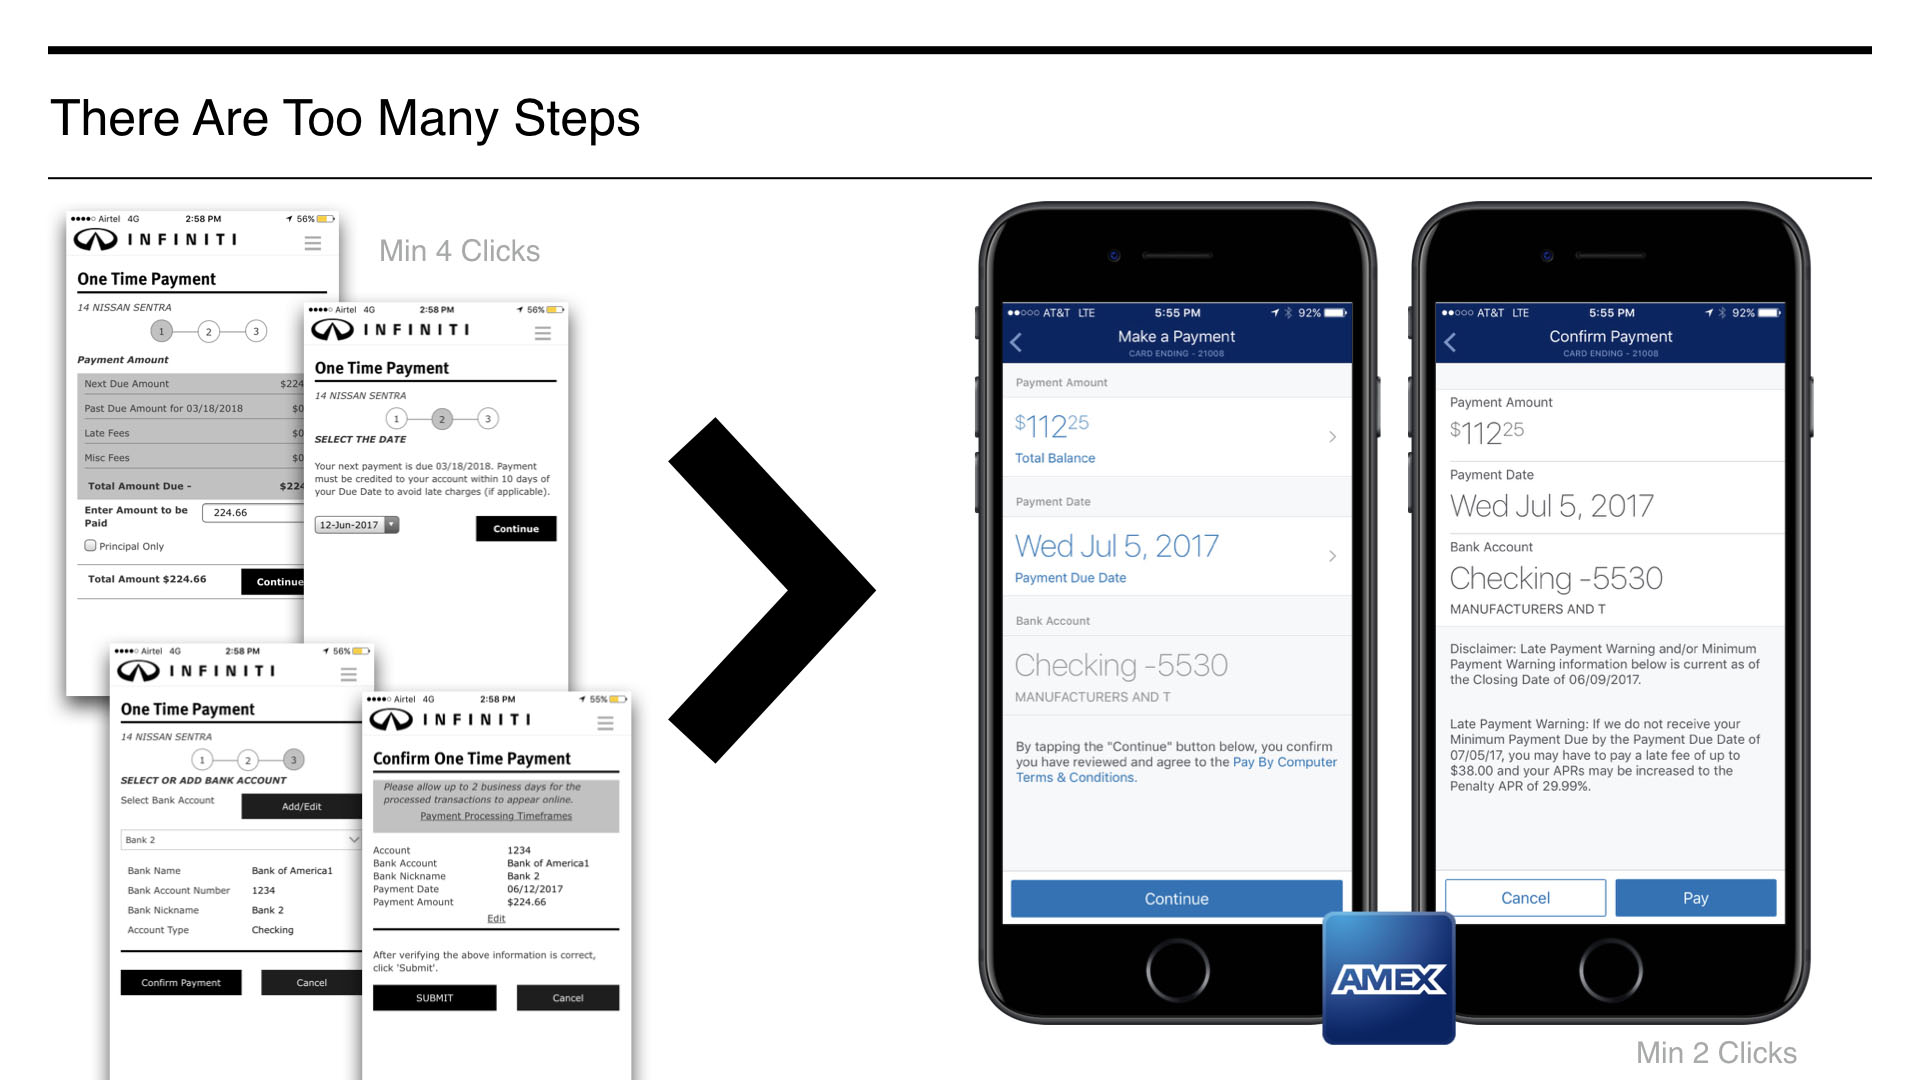 There Are Too Many Steps
Airtel 4G 2:58 PM 56%
INFINITI
One Time Payment
14 NISSAN SENTRA
1 2 3
Payment Amount
Next Due Amount $224
Past Due Amount for 03/18/2018 $0
Late Fees $0
Misc Fees $0
Total Amount Due - $224
Enter Amount to be Paid 224.66
Principal Only
Total Amount $224.66 Continue
Min 4 Clicks
Airtel 4G 2:58 PM 56%
INFINITI
One Time Payment
14 NISSAN SENTRA
1 2 3
SELECT THE DATE
Your next payment is due 03/18/2018. Payment
must be credited to your account within 10 days of
your Due Date to avoid late charges (if applicable).
12-Jun-2017 Continue
Airtel 4G 2:58 PM 56%
INFINITI
One Time Payment
14 NISSAN SENTRA
1 2 3
SELECT OR ADD BANK ACCOUNT
Select Bank Account Add/Edit
Bank 2
Bank Name Bank of America1
Bank Account Number 1234
Bank Nickname Bank 2
Account Type Checking
Confirm Payment Cancel
Airtel 4G 2:58 PM 55%
INFINITI
Confirm One Time Payment
Please allow up to 2 business days for the
processed transactions to appear online.
Payment Processing Timeframes
Account 1234
Bank Account Bank of America1
Bank Nickname Bank 2
Payment Date 06/12/2017
Payment Amount $224.66
Edit
After verifying the above information is correct,
click 'Submit'.
SUBMIT Cancel
AT&T LTE 5:55 PM 92%
Make a Payment
CARD ENDING - 21008
Payment Amount
$112 25
Total Balance
Payment Date
Wed Jul 5, 2017
Payment Due Date
Bank Account
Checking -5530
MANUFACTURERS AND T
By tapping the "Continue" button below, you confirm
you have reviewed and agree to the Pay By Computer
Terms & Conditions.
Continue
AT&T LTE 5:55 PM 92%
Confirm Payment
CARD ENDING - 21008
Payment Amount
$112 25
Payment Date
Wed Jul 5, 2017
Bank Account
Checking -5530
MANUFACTURERS AND T
Disclaimer: Late Payment Warning and/or Minimum
Payment Warning information below is current as of
the Closing Date of 06/09/2017.
Late Payment Warning: If we do not receive your
Minimum Payment Due by the Payment Due Date of
07/05/17, you may have to pay a late fee of up to
$38.00 and your APRs may be increased to the
Penalty APR of 29.99%.
Cancel Pay
AMEX
Min 2 Clicks